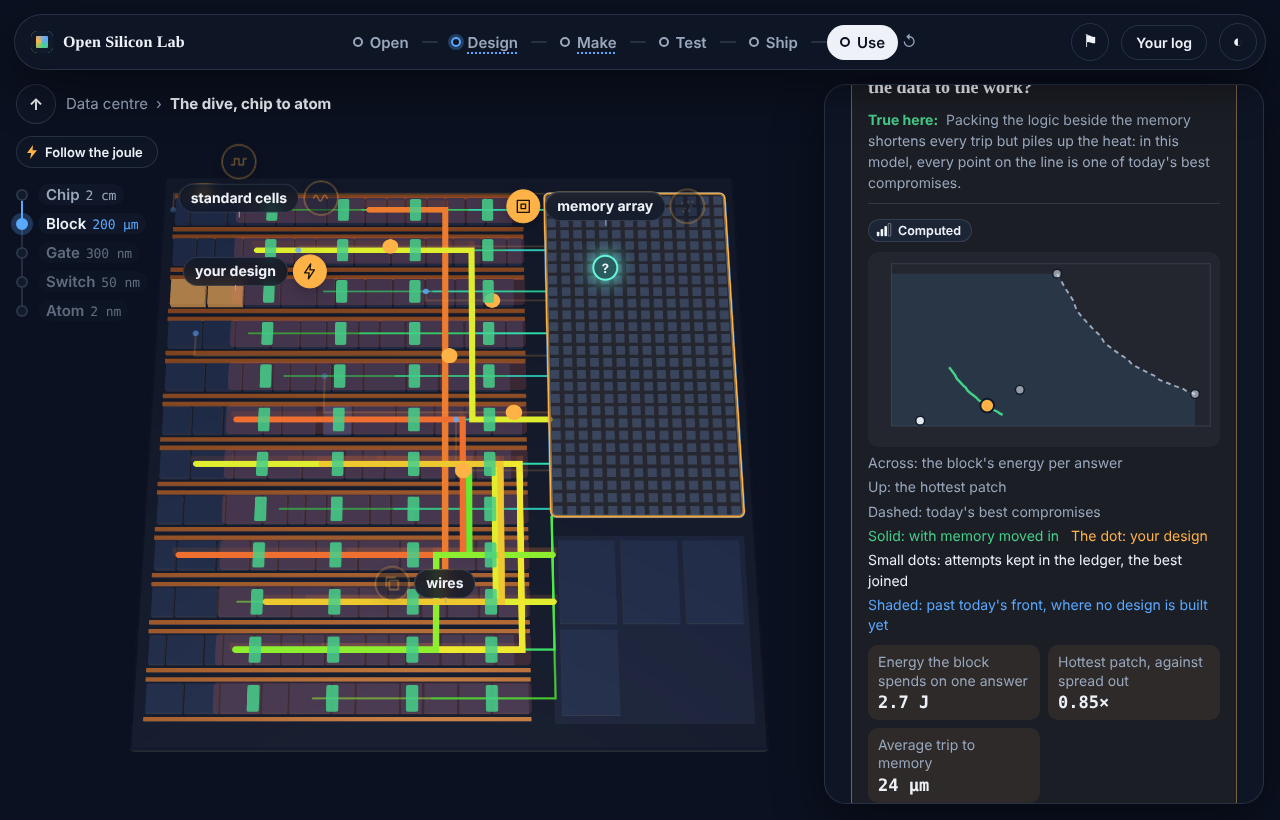 Open Silicon Lab
Open
Design
Make
Test
Ship
Use
Your log
Data centre › The dive, chip to atom
Follow the joule
Chip 2 cm
Block 200 µm
Gate 300 nm
Switch 50 nm
Atom 2 nm
standard cells
memory array
?
your design
wires
the data to the work?
True here: Packing the logic beside the memory
shortens every trip but piles up the heat: in this
model, every point on the line is one of today's best
compromises.
Computed
Across: the block's energy per answer
Up: the hottest patch
Dashed: today's best compromises
Solid: with memory moved in The dot: your design
Small dots: attempts kept in the ledger, the best
joined
Shaded: past today's front, where no design is built
yet
Energy the block
spends on one answer
2.7 J
Hottest patch, against
spread out
0.85×
Average trip to
memory
24 µm